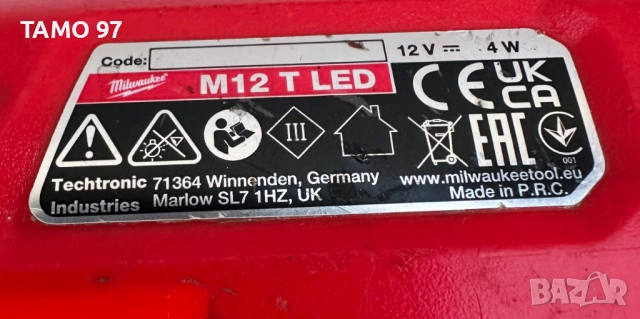 TAMO 97
Code: 12 V ⎓ 4 W
Milwaukee M12 T LED
CE UK CA
III
EAC
001
Techtronic 71364 Winnenden, Germany www.milwaukeetool.eu
Industries Marlow SL7 1HZ, UK Made in P.R.C.
BAZAR